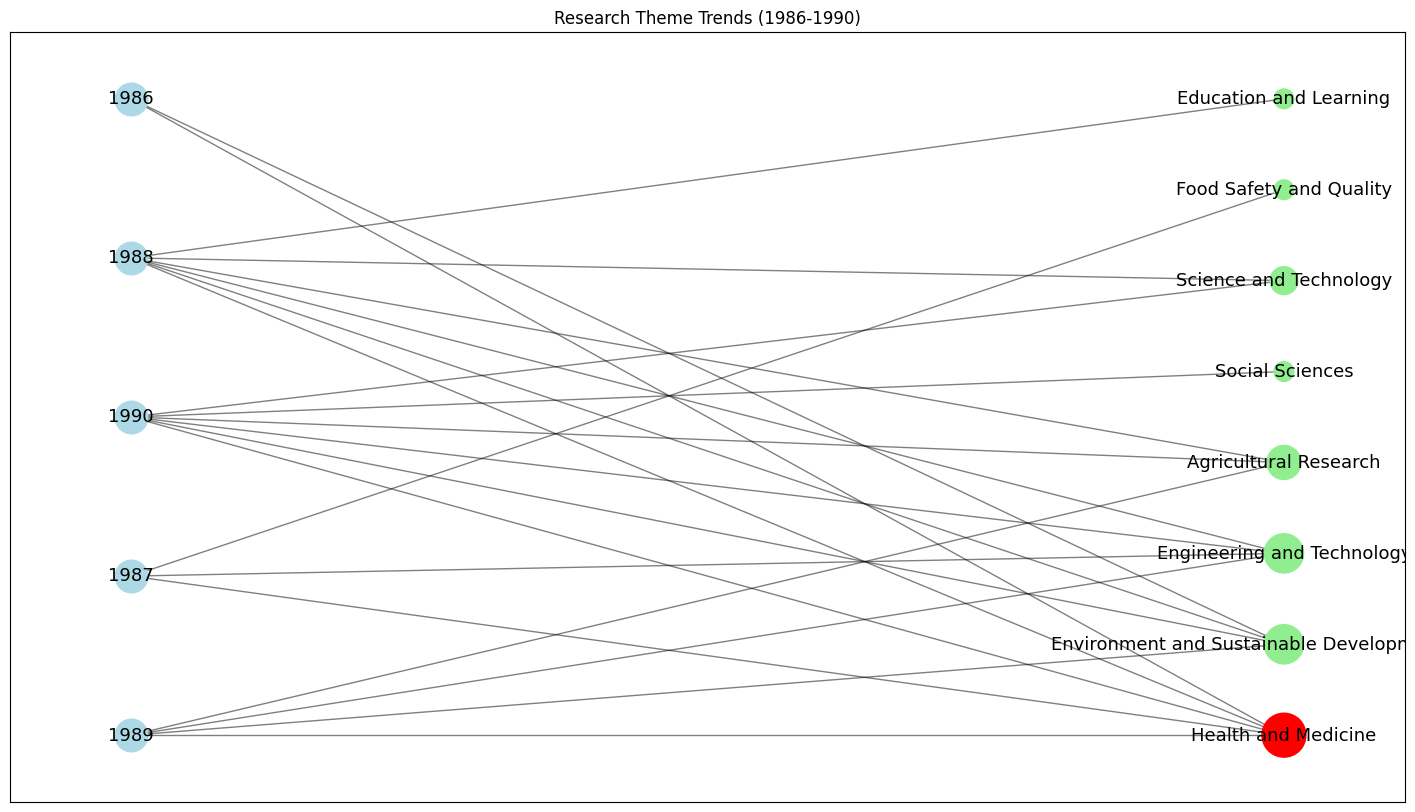 Research Theme Trends (1986-1990)
1986
1988
1990
1987
1989
Education and Learning
Food Safety and Quality
Science and Technology
Social Sciences
Agricultural Research
Engineering and Technology
Environment and Sustainable Developm
Health and Medicine